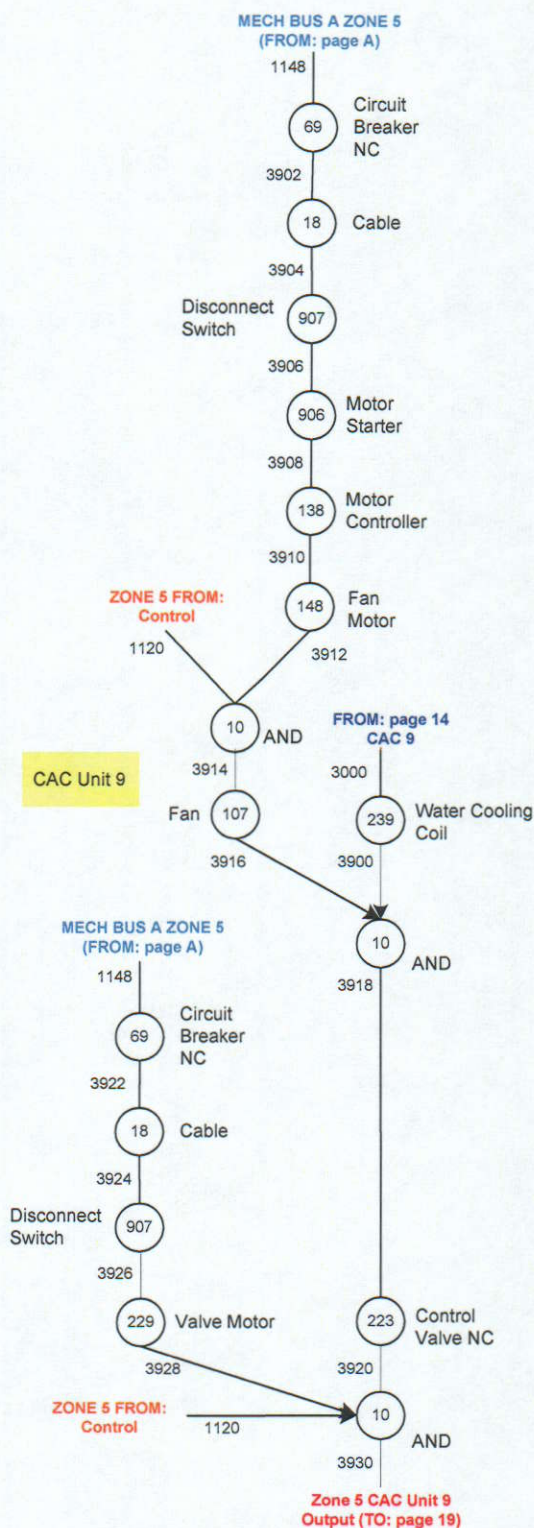 MECH BUS A ZONE 5
(FROM: page A)
1148
69
Circuit
Breaker
NC
3902
18
Cable
3904
Disconnect
Switch
907
3906
906
Motor
Starter
3908
138
Motor
Controller
3910
148
Fan
Motor
ZONE 5 FROM:
Control
1120
3912
10
AND
FROM: page 14
CAC 9
3914
3000
CAC Unit 9
Fan
107
239
Water Cooling
Coil
3916
3900
MECH BUS A ZONE 5
(FROM: page A)
10
AND
1148
3918
69
Circuit
Breaker
NC
3922
18
Cable
3924
Disconnect
Switch
907
3926
229
Valve Motor
223
Control
Valve NC
3928
3920
ZONE 5 FROM:
Control
1120
10
AND
3930
Zone 5 CAC Unit 9
Output (TO: page 19)